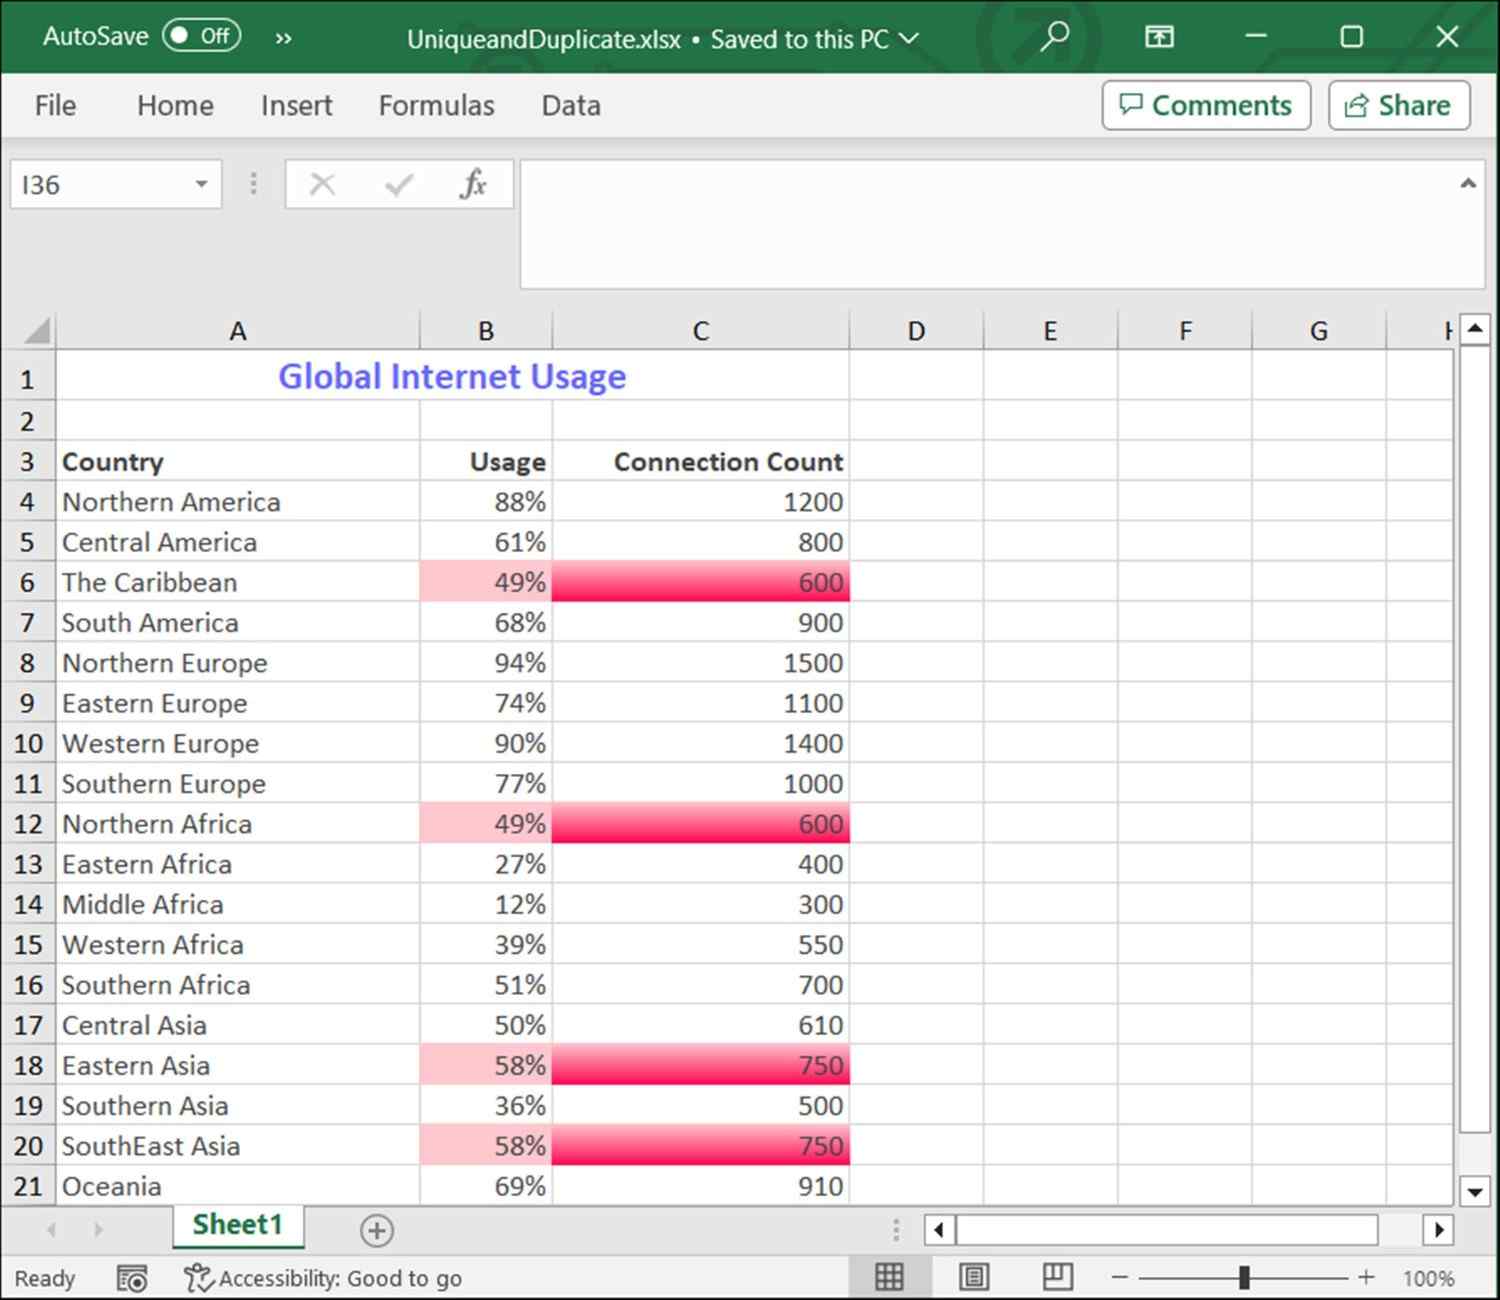 AutoSave Off » UniqueandDuplicate.xlsx • Saved to this PC
File Home Insert Formulas Data Comments Share
I36 fx
A B C D E F G
1 Global Internet Usage
2
3 Country Usage Connection Count
4 Northern America 88% 1200
5 Central America 61% 800
6 The Caribbean 49% 600
7 South America 68% 900
8 Northern Europe 94% 1500
9 Eastern Europe 74% 1100
10 Western Europe 90% 1400
11 Southern Europe 77% 1000
12 Northern Africa 49% 600
13 Eastern Africa 27% 400
14 Middle Africa 12% 300
15 Western Africa 39% 550
16 Southern Africa 51% 700
17 Central Asia 50% 610
18 Eastern Asia 58% 750
19 Southern Asia 36% 500
20 SouthEast Asia 58% 750
21 Oceania 69% 910
Sheet1
Ready Accessibility: Good to go 100%